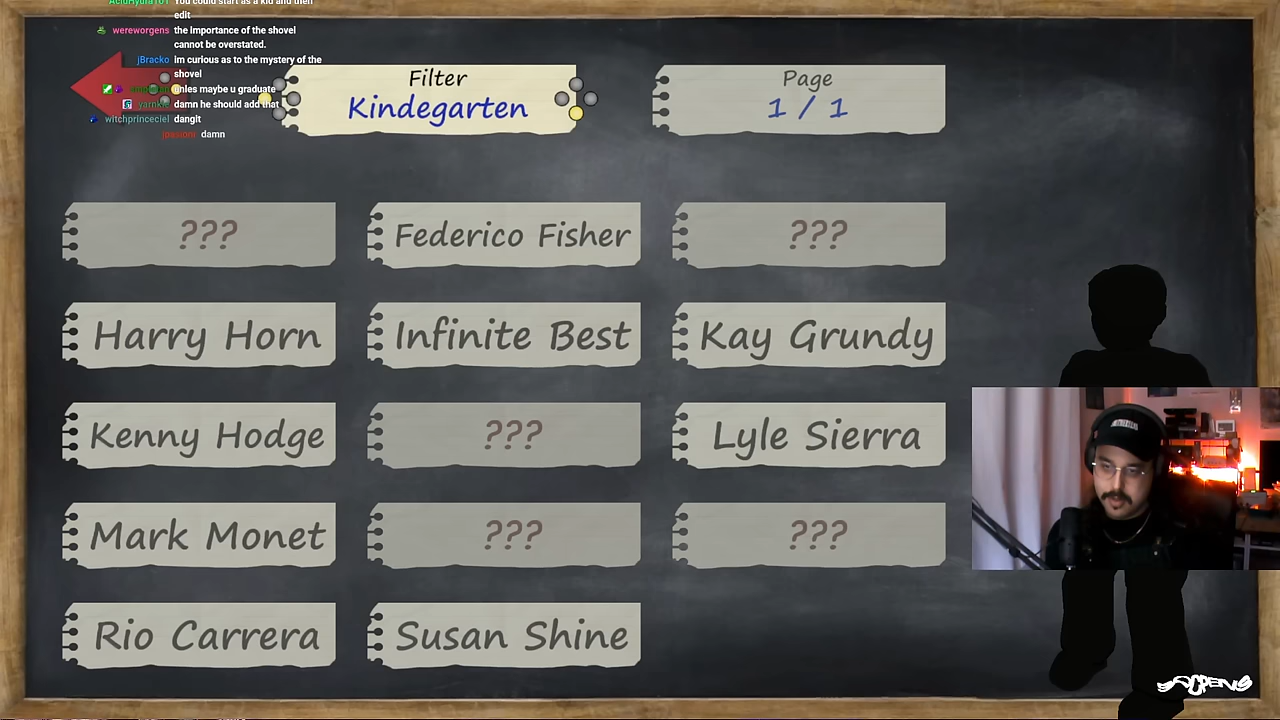 AcidHydra101 You could start as a kid and then
edit
wereworgens the importance of the shovel
cannot be overstated.
jBracko im curious as to the mystery of the
shovel
unles maybe u graduate
damn he should add that
witchprinceciel dangit
damn
Filter
Kindegarten
Page
1 / 1
??? Federico Fisher ???
Harry Horn Infinite Best Kay Grundy
Kenny Hodge ??? Lyle Sierra
Mark Monet ??? ???
Rio Carrera Susan Shine